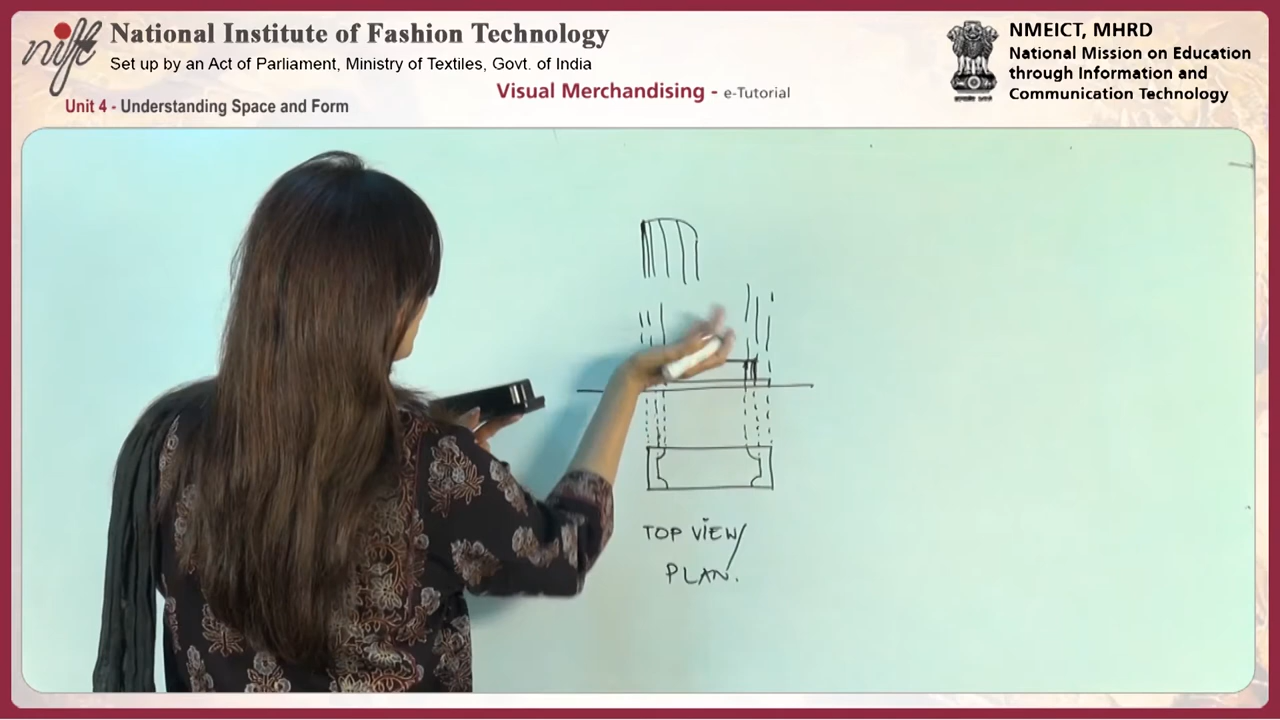 nift
National Institute of Fashion Technology
Set up by an Act of Parliament, Ministry of Textiles, Govt. of India
Unit 4 - Understanding Space and Form
Visual Merchandising - e-Tutorial
NMEICT, MHRD
National Mission on Education
through Information and
Communication Technology
TOP VIEW/
PLAN.